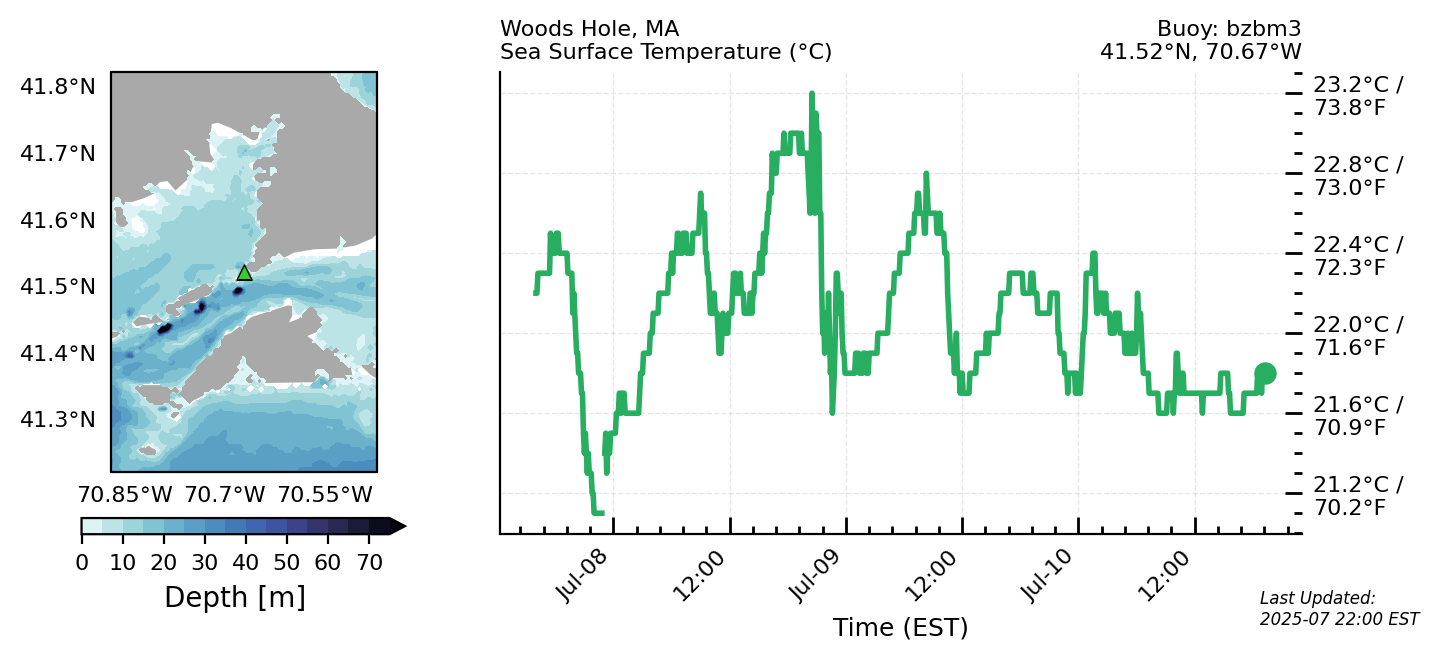 Woods Hole, MA
Sea Surface Temperature (°C)
Buoy: bzbm3
41.52°N, 70.67°W
41.8°N
41.7°N
41.6°N
41.5°N
41.4°N
41.3°N
70.85°W 70.7°W 70.55°W
0 10 20 30 40 50 60 70
Depth [m]
23.2°C /
73.8°F
22.8°C /
73.0°F
22.4°C /
72.3°F
22.0°C /
71.6°F
21.6°C /
70.9°F
21.2°C /
70.2°F
Jul-08 12:00 Jul-09 12:00 Jul-10 12:00
Time (EST)
Last Updated:
2025-07 22:00 EST